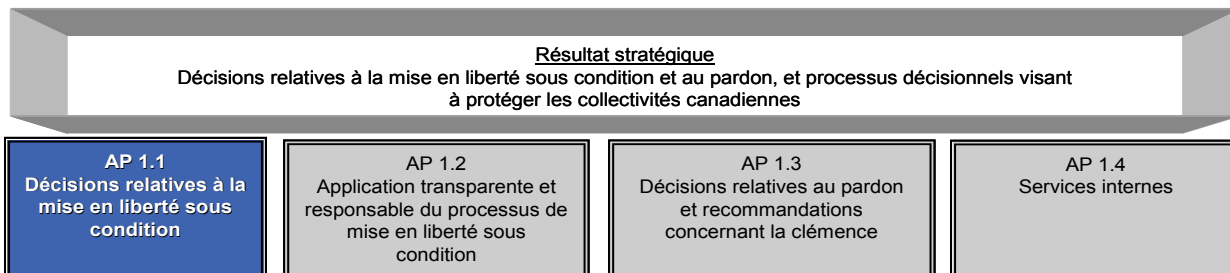 Résultat stratégique
Décisions relatives à la mise en liberté sous condition et au pardon, et processus décisionnels visant
à protéger les collectivités canadiennes
AP 1.1
Décisions relatives à la
mise en liberté sous
condition
AP 1.2
Application transparente et
responsable du processus de
mise en liberté sous
condition
AP 1.3
Décisions relatives au pardon
et recommandations
concernant la clémence
AP 1.4
Services internes